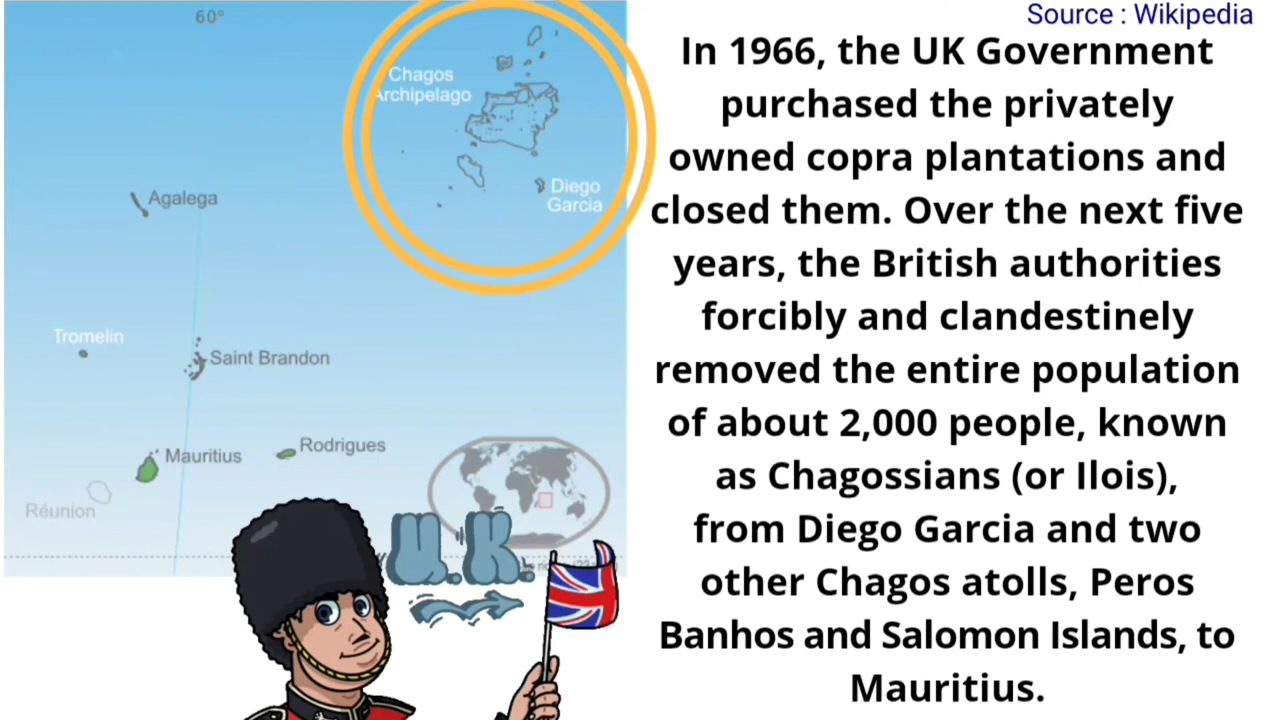 Source : Wikipedia
60°
Chagos
Archipelago
Diego
Garcia
Agalega
Tromelin
Saint Brandon
Mauritius
Rodrigues
Réunion
U.K.
In 1966, the UK Government
purchased the privately
owned copra plantations and
closed them. Over the next five
years, the British authorities
forcibly and clandestinely
removed the entire population
of about 2,000 people, known
as Chagossians (or Ilois),
from Diego Garcia and two
other Chagos atolls, Peros
Banhos and Salomon Islands, to
Mauritius.